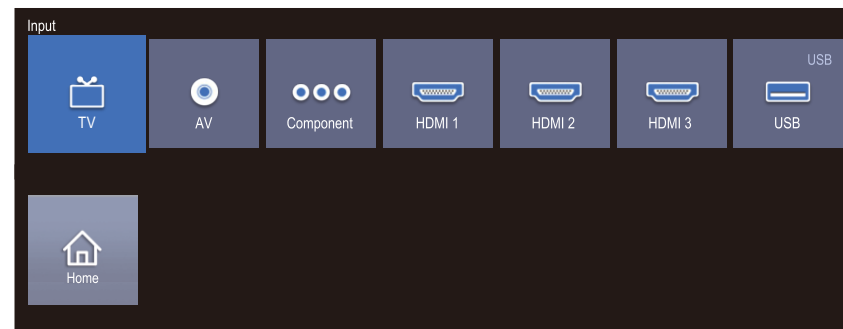 Input
USB
TV
AV
Component
HDMI 1
HDMI 2
HDMI 3
USB
Home